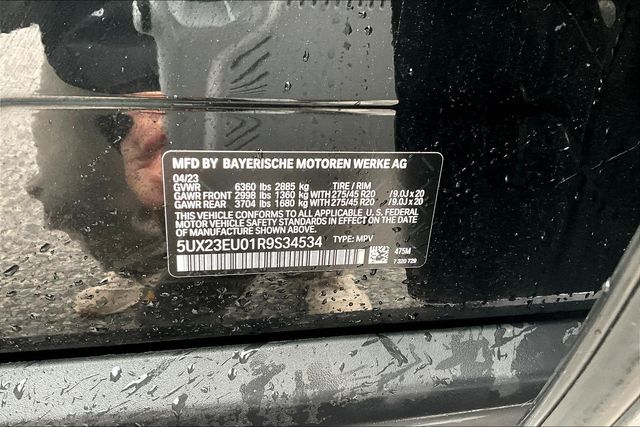 MFD BY BAYERISCHE MOTOREN WERKE AG
04/23
GVWR 6360 lbs 2885 kg TIRE / RIM
GAWR FRONT 2998 lbs 1360 kg WITH 275/45 R20 /9.0J x 20
GAWR REAR 3704 lbs 1680 kg WITH 275/45 R20 /9.0J x 20
THIS VEHICLE CONFORMS TO ALL APPLICABLE U. S. FEDERAL
MOTOR VEHICLE SAFETY STANDARDS IN EFFECT ON THE DATE
OF MANUFACTURE SHOWN ABOVE.
5UX23EU01R9S34534 TYPE: MPV
475M
7 320 729